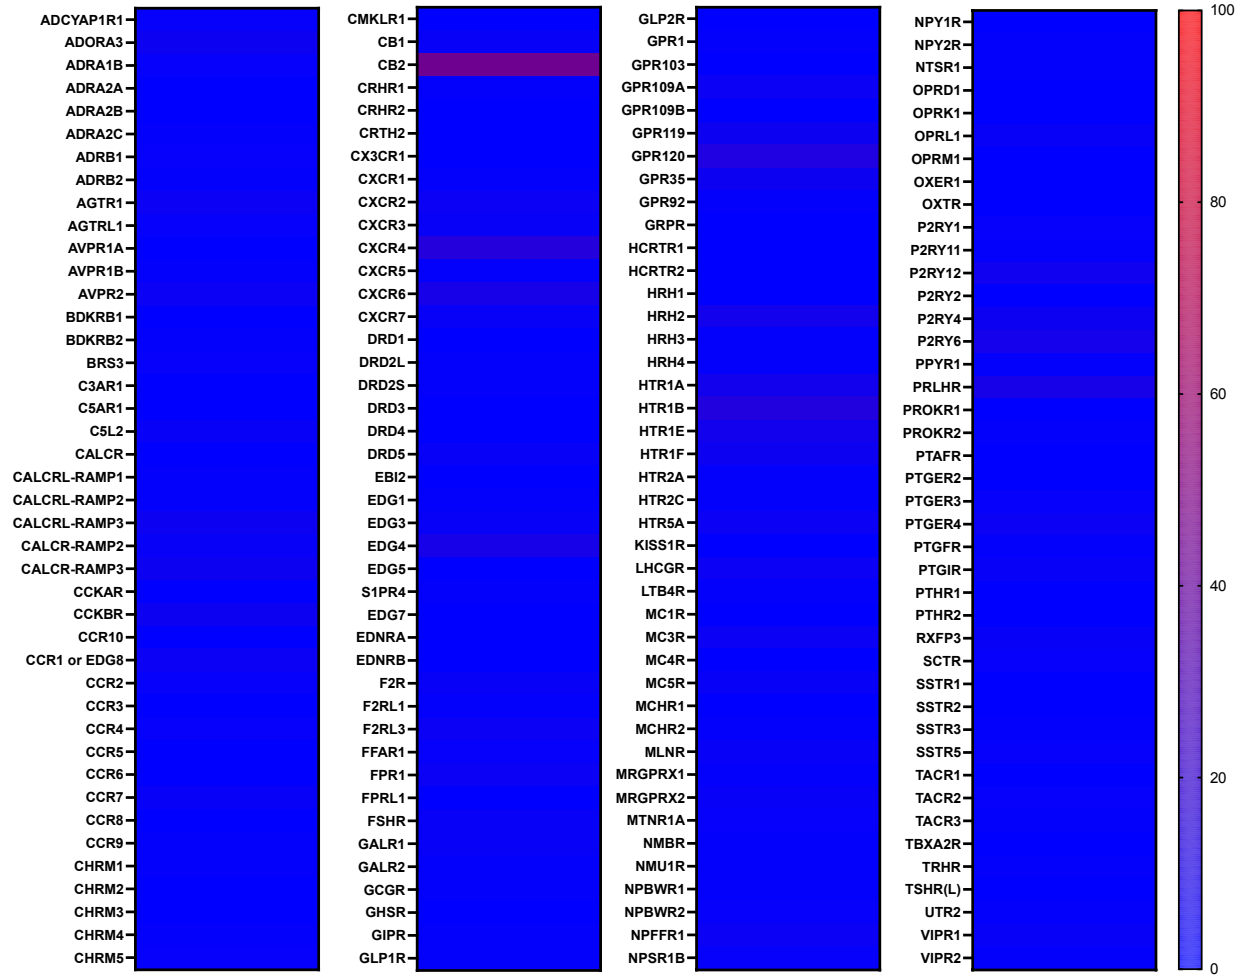 ADCYAP1R1
ADORA3
ADRA1B
ADRA2A
ADRA2B
ADRA2C
ADRB1
ADRB2
AGTR1
AGTRL1
AVPR1A
AVPR1B
AVPR2
BDKRB1
BDKRB2
BRS3
C3AR1
C5AR1
C5L2
CALCR
CALCRL-RAMP1
CALCRL-RAMP2
CALCRL-RAMP3
CALCR-RAMP2
CALCR-RAMP3
CCKAR
CCKBR
CCR10
CCR1 or EDG8
CCR2
CCR3
CCR4
CCR5
CCR6
CCR7
CCR8
CCR9
CHRM1
CHRM2
CHRM3
CHRM4
CHRM5
CMKLR1
CB1
CB2
CRHR1
CRHR2
CRTH2
CX3CR1
CXCR1
CXCR2
CXCR3
CXCR4
CXCR5
CXCR6
CXCR7
DRD1
DRD2L
DRD2S
DRD3
DRD4
DRD5
EBI2
EDG1
EDG3
EDG4
EDG5
S1PR4
EDG7
EDNRA
EDNRB
F2R
F2RL1
F2RL3
FFAR1
FPR1
FPRL1
FSHR
GALR1
GALR2
GCGR
GHSR
GIPR
GLP1R
GLP2R
GPR1
GPR103
GPR109A
GPR109B
GPR119
GPR120
GPR35
GPR92
GRPR
HCRTR1
HCRTR2
HRH1
HRH2
HRH3
HRH4
HTR1A
HTR1B
HTR1E
HTR1F
HTR2A
HTR2C
HTR5A
KISS1R
LHCGR
LTB4R
MC1R
MC3R
MC4R
MC5R
MCHR1
MCHR2
MLNR
MRGPRX1
MRGPRX2
MTNR1A
NMBR
NMU1R
NPBWR1
NPBWR2
NPFFR1
NPSR1B
NPY1R
NPY2R
NTSR1
OPRD1
OPRK1
OPRL1
OPRM1
OXER1
OXTR
P2RY1
P2RY11
P2RY12
P2RY2
P2RY4
P2RY6
PPYR1
PRLHR
PROKR1
PROKR2
PTAFR
PTGER2
PTGER3
PTGER4
PTGFR
PTGIR
PTHR1
PTHR2
RXFP3
SCTR
SSTR1
SSTR2
SSTR3
SSTR5
TACR1
TACR2
TACR3
TBXA2R
TRHR
TSHR(L)
UTR2
VIPR1
VIPR2
100
80
60
40
20
0